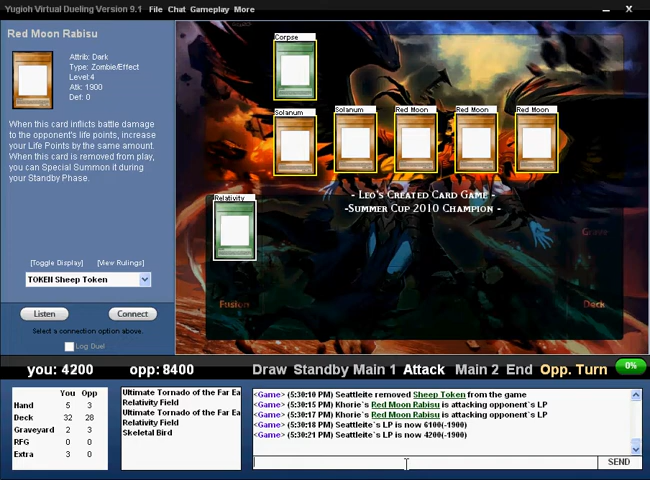 Yugioh Virtual Dueling Version 9.1 File Chat Gameplay More
Red Moon Rabisu
Attrib: Dark
Type: Zombie/Effect
Level:4
Atk: 1900
Def: 0
When this card inflicts battle damage
to the opponent's life points, increase
your Life Points by the same amount.
When this card is removed from play,
you can Special Summon it during
your Standby Phase.
[Toggle Display] [View Rulings]
TOKEN Sheep Token
Listen Connect
Select a connection option above.
Log Duel
Corpse
Solanum Solanum Red Moon Red Moon Red Moon
Relativity
- Leo's Created Card Game -
-Summer Cup 2010 Champion -
Grave
Fusion Deck
you: 4200 opp: 8400 Draw Standby Main 1 Attack Main 2 End Opp. Turn 0%
You Opp
Hand 5 3
Deck 32 28
Graveyard 2 3
RFG 0 0
Extra 3 0
Ultimate Tornado of the Far Ea
Relativity Field
Ultimate Tornado of the Far Ea
Relativity Field
Skeletal Bird
<Game> (5:30:10 PM) Seattleite removed Sheep Token from the game
<Game> (5:30:15 PM) Khorie's Red Moon Rabisu is attacking opponent`s LP
<Game> (5:30:17 PM) Khorie's Red Moon Rabisu is attacking opponent`s LP
<Game> (5:30:18 PM) Seattleite's LP is now 6100(-1900)
<Game> (5:30:21 PM) Seattleite's LP is now 4200(-1900)
SEND